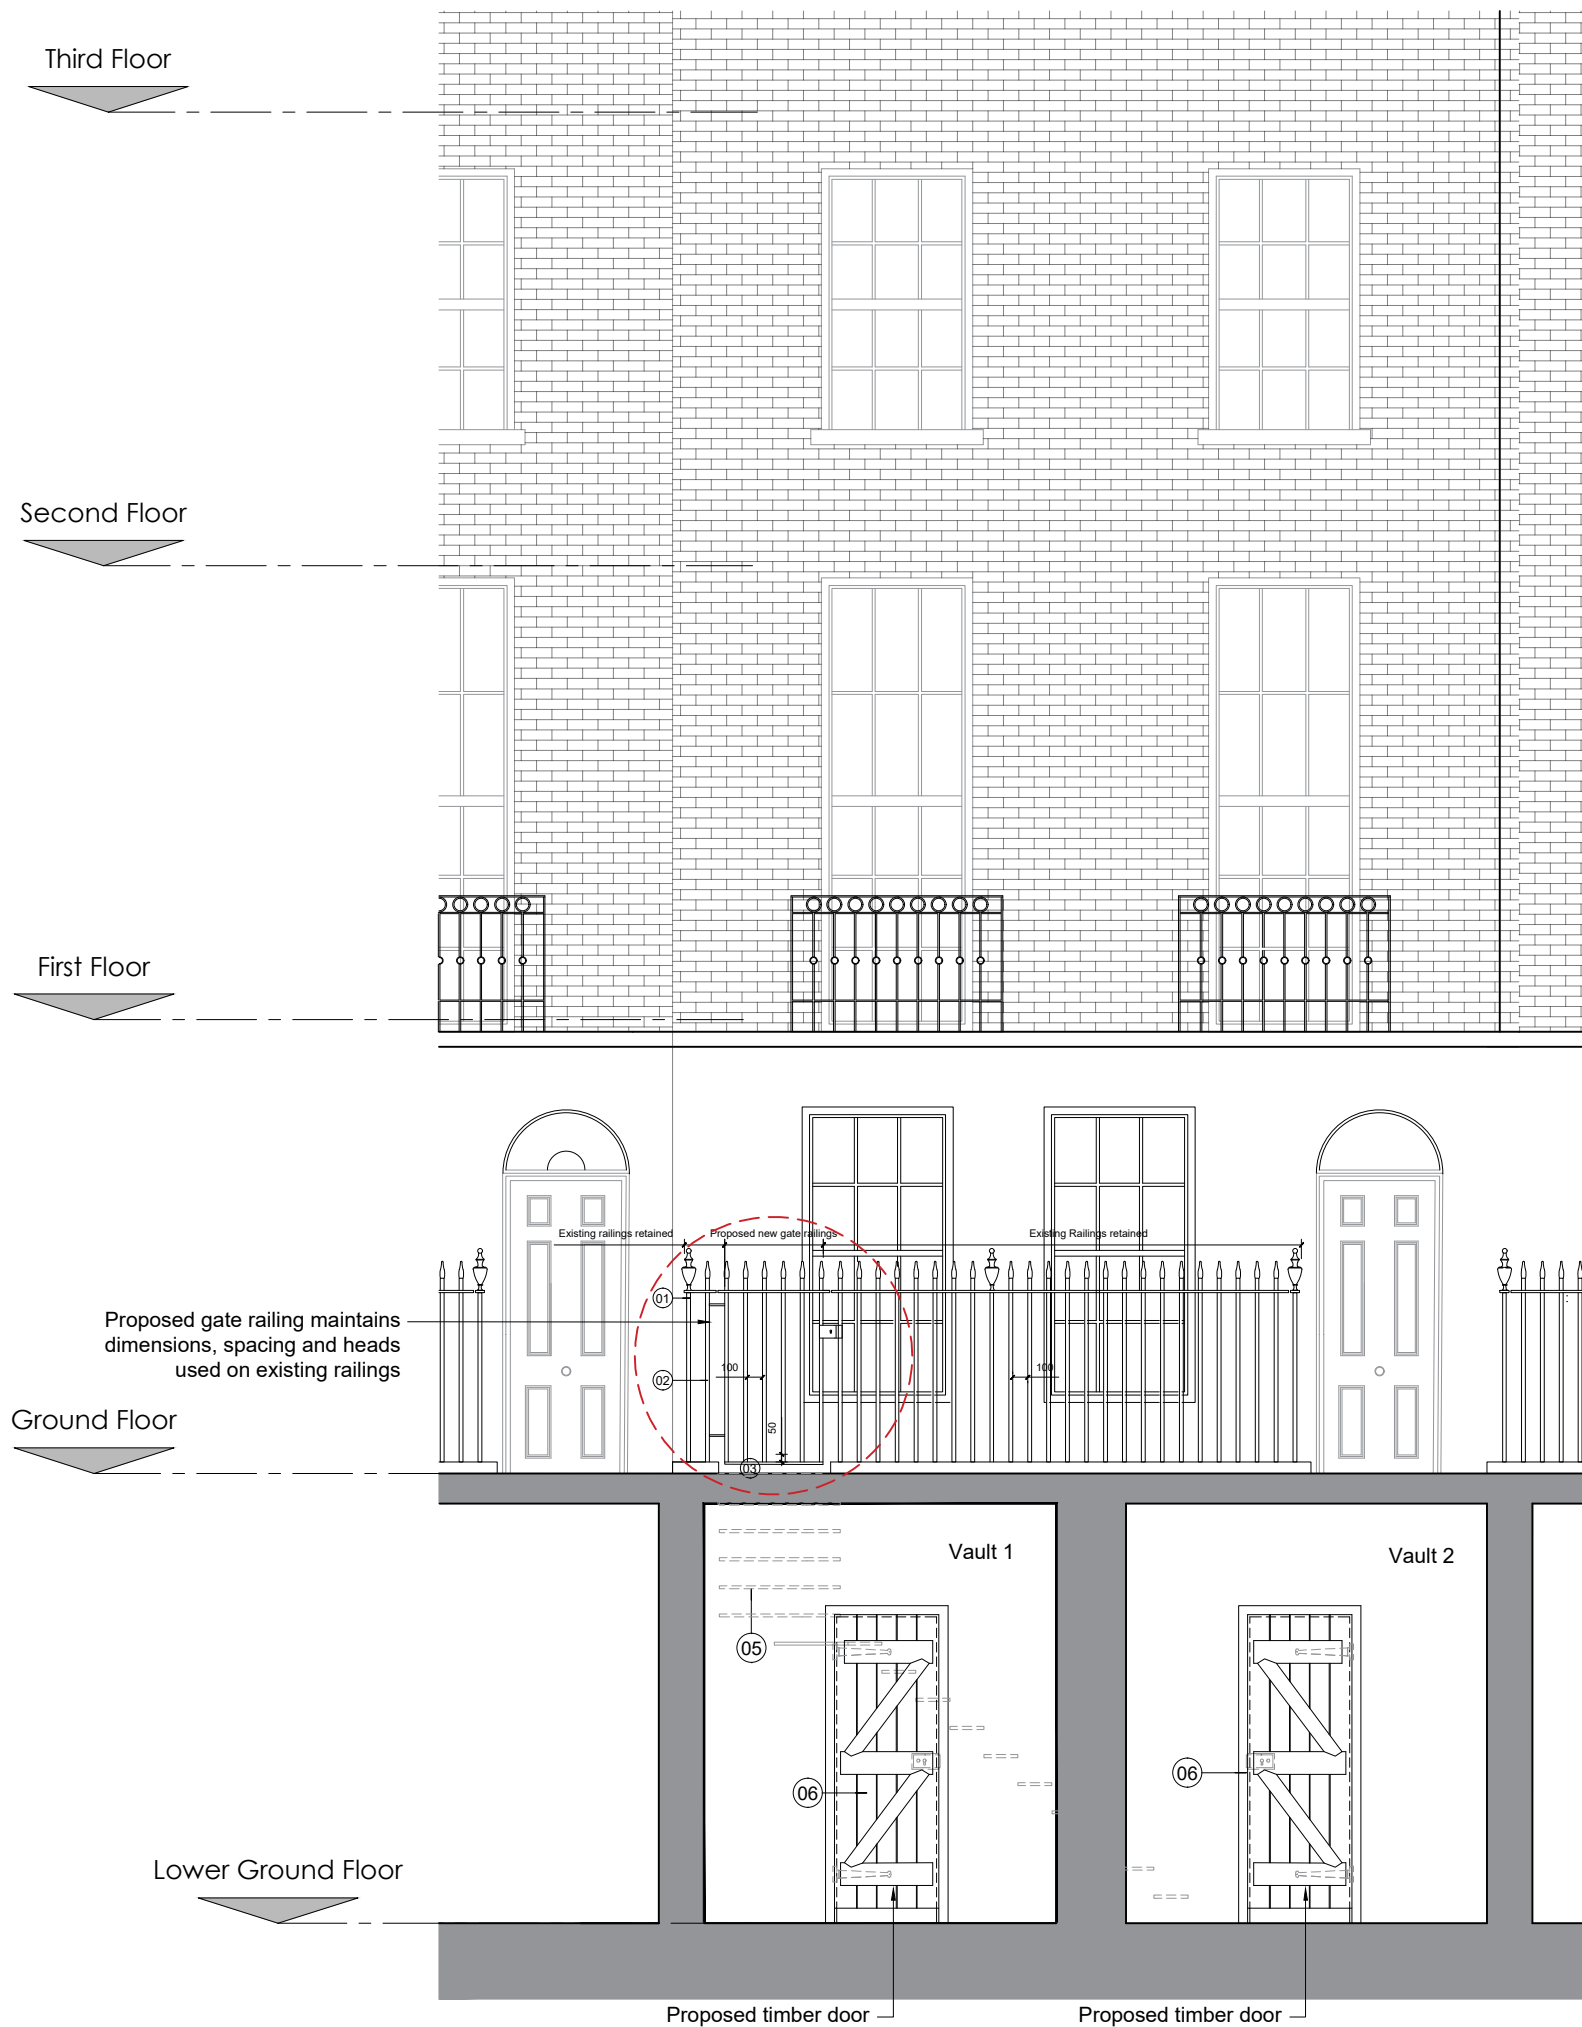 Third Floor
Second Floor
First Floor
Existing railings retained
Proposed new gate railings
Existing Railings retained
01
Proposed gate railing maintains
dimensions, spacing and heads
used on existing railings
100
100
02
Ground Floor
50
03
Vault 1
Vault 2
05
06
06
Lower Ground Floor
Proposed timber door
Proposed timber door